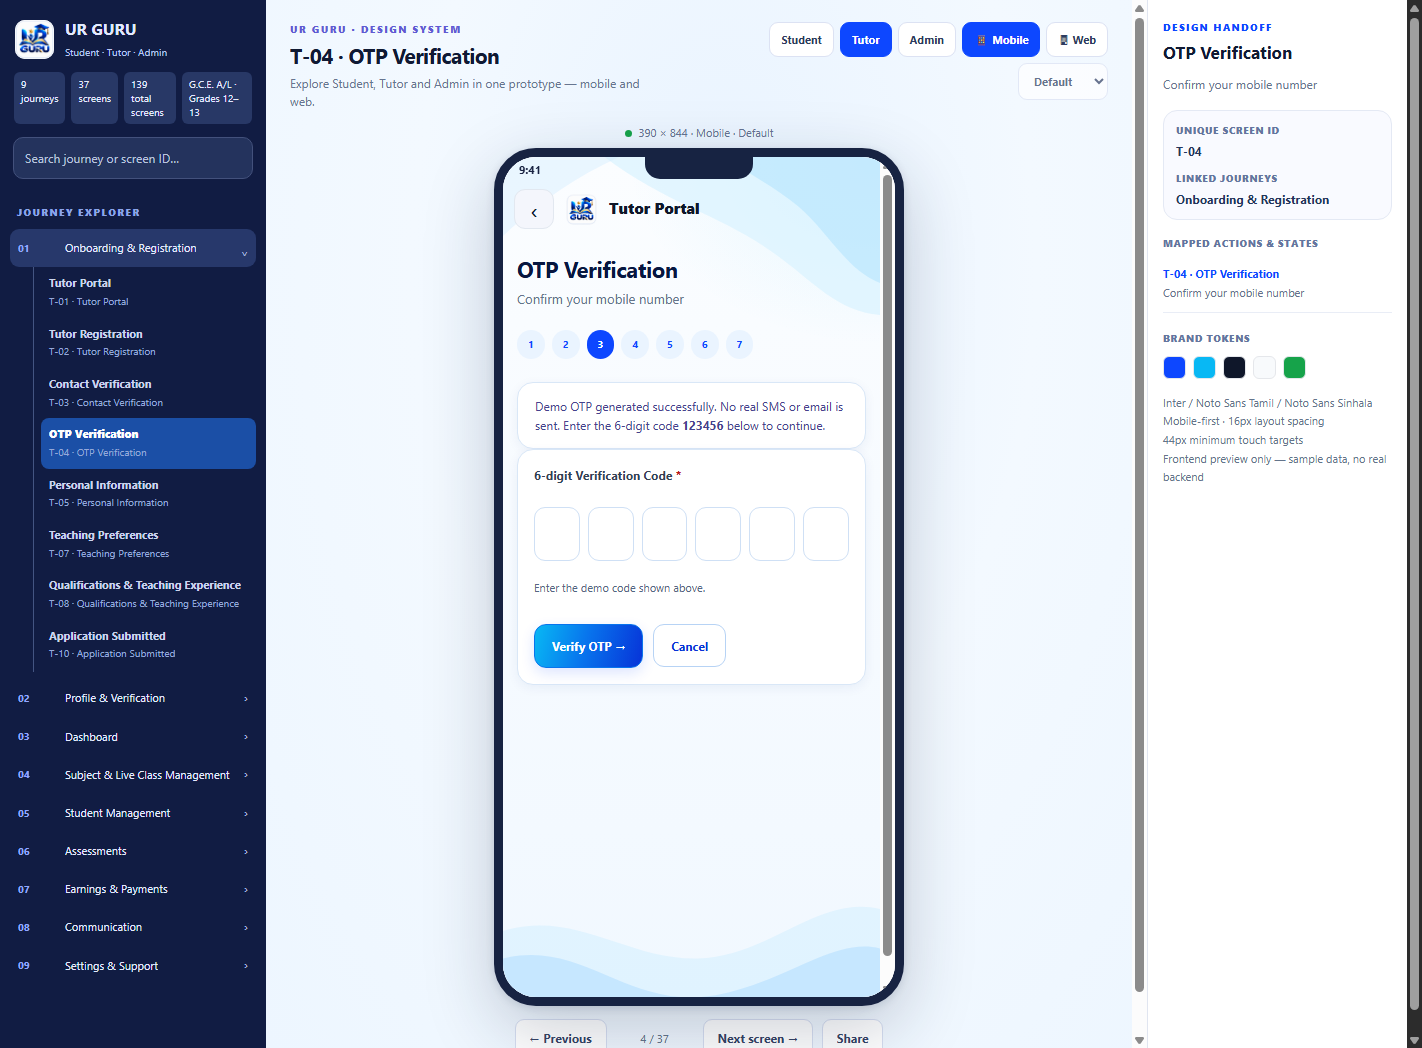 UR GURU
Student · Tutor · Admin
9 journeys
37 screens
139 total screens
G.C.E. A/L · Grades 12–13
Search journey or screen ID...
JOURNEY EXPLORER
01 Onboarding & Registration
Tutor Portal
T-01 · Tutor Portal
Tutor Registration
T-02 · Tutor Registration
Contact Verification
T-03 · Contact Verification
OTP Verification
T-04 · OTP Verification
Personal Information
T-05 · Personal Information
Teaching Preferences
T-07 · Teaching Preferences
Qualifications & Teaching Experience
T-08 · Qualifications & Teaching Experience
Application Submitted
T-10 · Application Submitted
02 Profile & Verification ›
03 Dashboard ›
04 Subject & Live Class Management ›
05 Student Management ›
06 Assessments ›
07 Earnings & Payments ›
08 Communication ›
09 Settings & Support ›
UR GURU · DESIGN SYSTEM
T-04 · OTP Verification
Explore Student, Tutor and Admin in one prototype — mobile and
web.
Student
Tutor
Admin
Mobile
Web
Default
390 × 844 · Mobile · Default
9:41
‹
UR GURU
Tutor Portal
OTP Verification
Confirm your mobile number
1 2 3 4 5 6 7
Demo OTP generated successfully. No real SMS or email is
sent. Enter the 6-digit code 123456 below to continue.
6-digit Verification Code *
Enter the demo code shown above.
Verify OTP →
Cancel
← Previous
4 / 37
Next screen →
Share
DESIGN HANDOFF
OTP Verification
Confirm your mobile number
UNIQUE SCREEN ID
T-04
LINKED JOURNEYS
Onboarding & Registration
MAPPED ACTIONS & STATES
T-04 · OTP Verification
Confirm your mobile number
BRAND TOKENS
Inter / Noto Sans Tamil / Noto Sans Sinhala
Mobile-first · 16px layout spacing
44px minimum touch targets
Frontend preview only — sample data, no real
backend